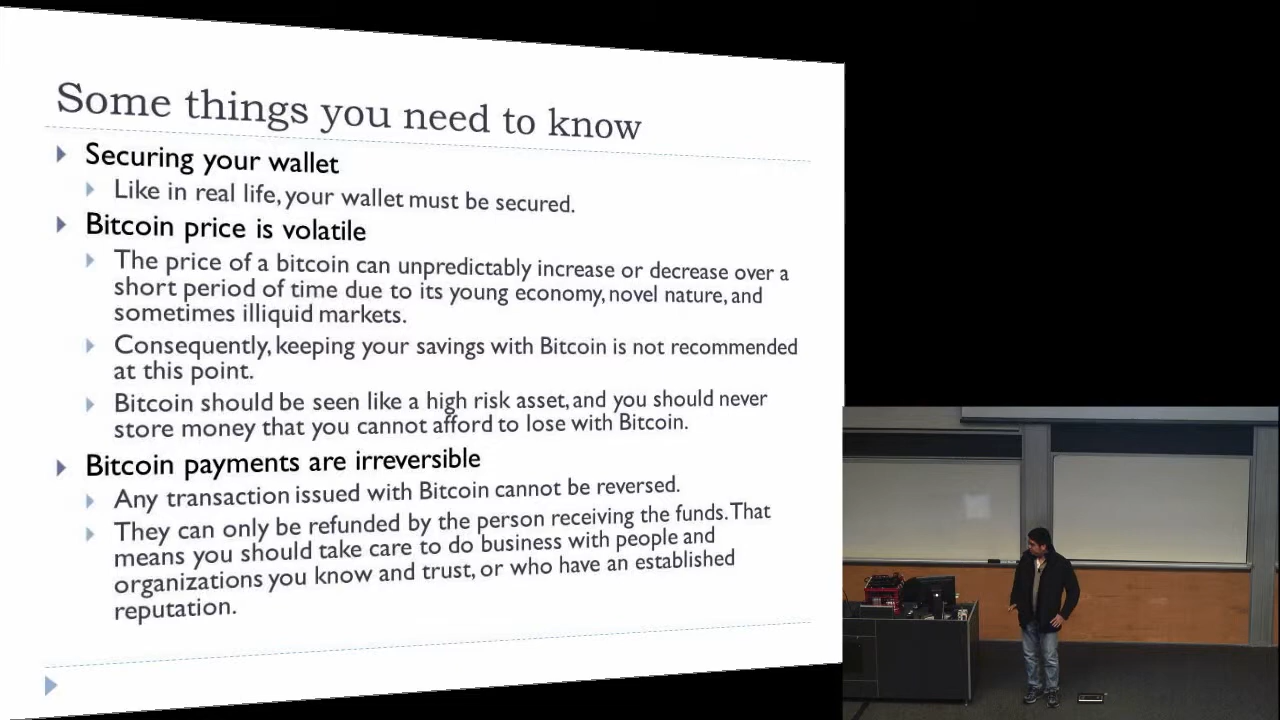 Some things you need to know
Securing your wallet
Like in real life, your wallet must be secured.
Bitcoin price is volatile
The price of a bitcoin can unpredictably increase or decrease over a
short period of time due to its young economy, novel nature, and
sometimes illiquid markets.
Consequently, keeping your savings with Bitcoin is not recommended
at this point.
Bitcoin should be seen like a high risk asset, and you should never
store money that you cannot afford to lose with Bitcoin.
Bitcoin payments are irreversible
Any transaction issued with Bitcoin cannot be reversed.
They can only be refunded by the person receiving the funds. That
means you should take care to do business with people and
organizations you know and trust, or who have an established
reputation.